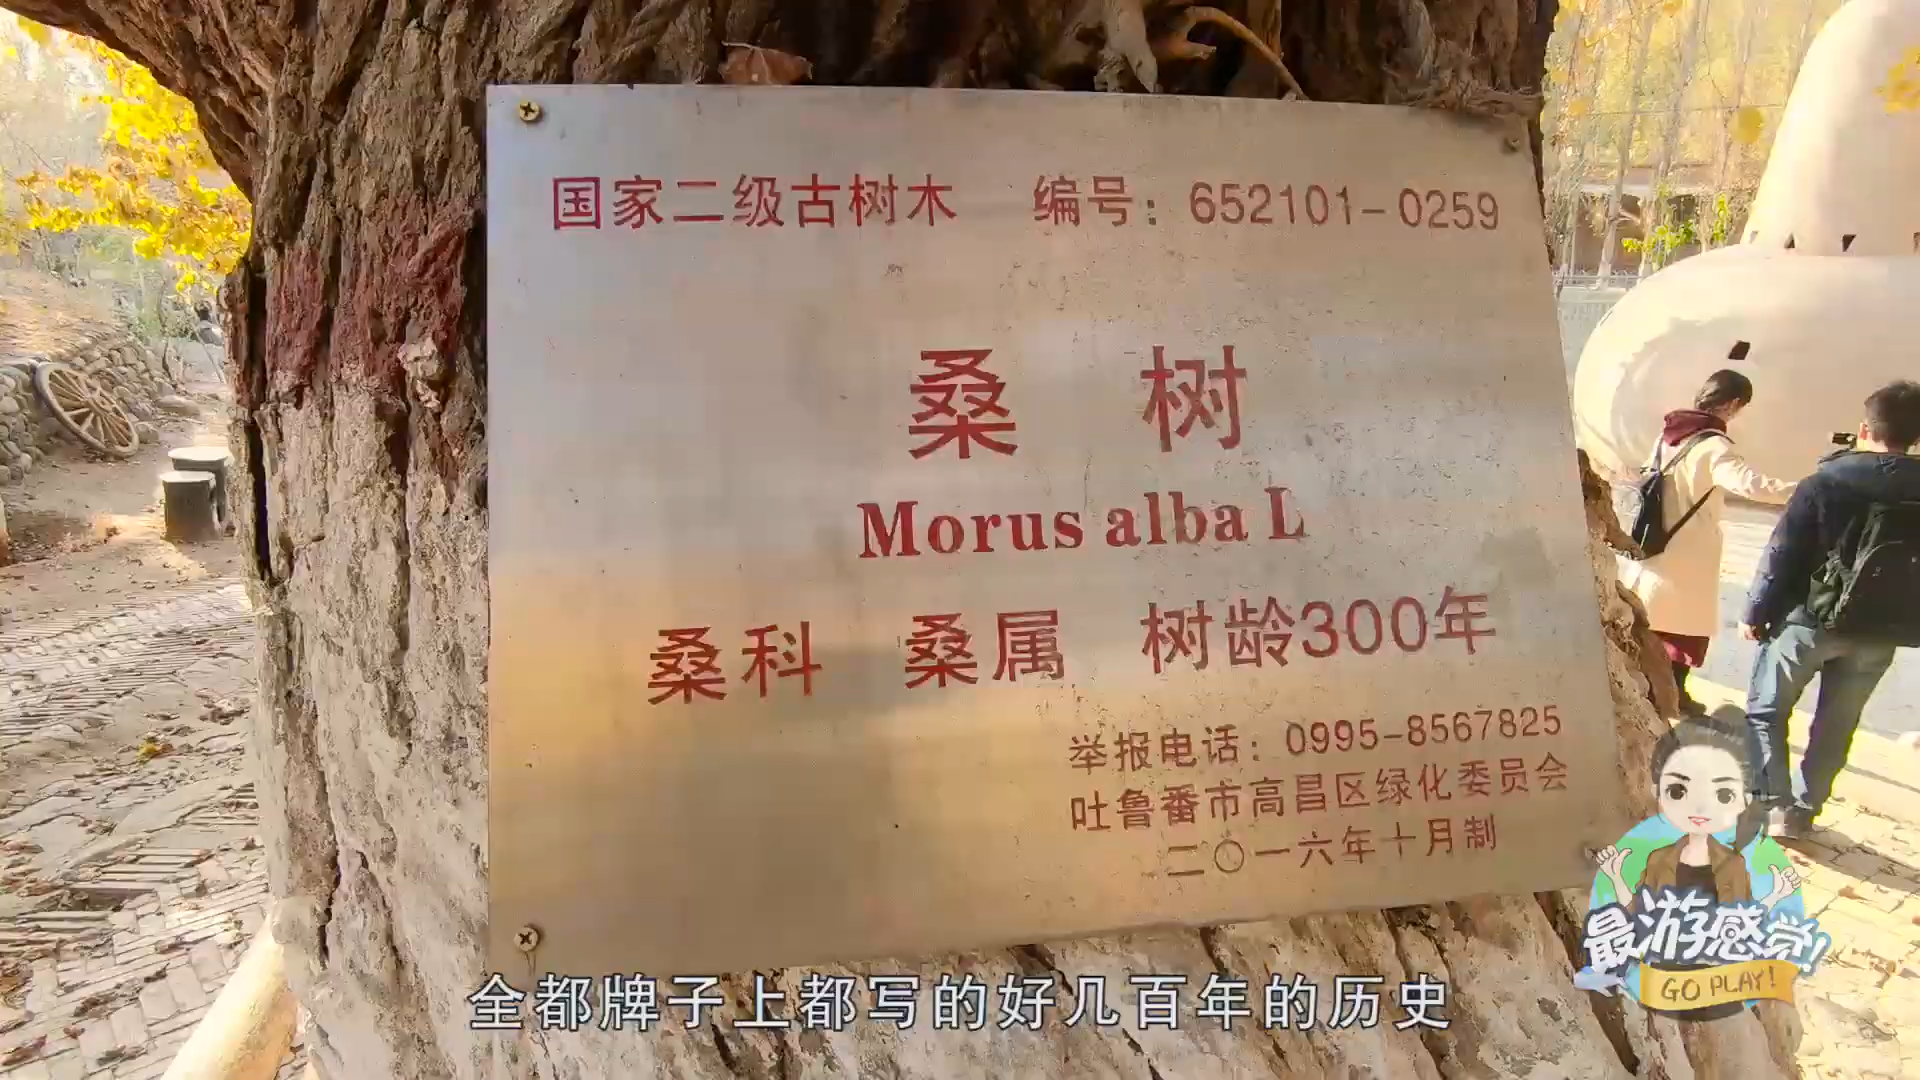 国家二级古树木 编号：652101-0259
桑 树
Morus alba L
桑科 桑属 树龄300年
举报电话：0995-8567825
吐鲁番市高昌区绿化委员会
二〇一六年十月制
最游感觉！
GO PLAY!
全都牌子上都写的好几百年的历史